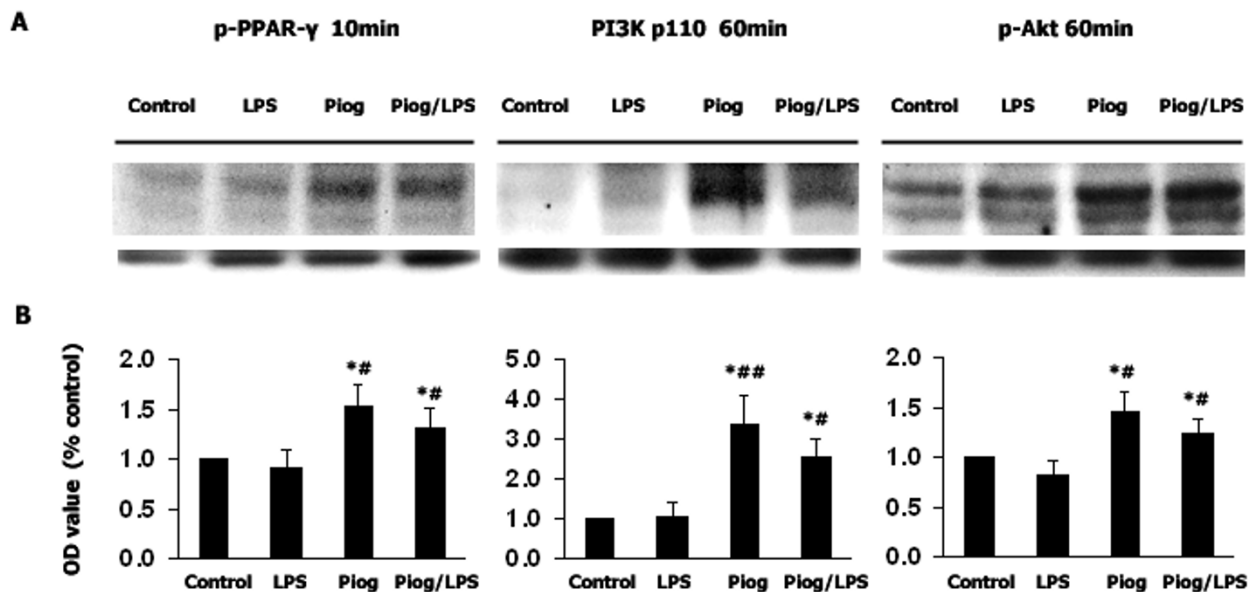 A
p-PPAR-γ 10min PI3K p110 60min p-Akt 60min
Control LPS Piog Piog/LPS Control LPS Piog Piog/LPS Control LPS Piog Piog/LPS
B
OD value (% control)
2.0
1.5
1.0
0.5
0.0
*#
*#
Control LPS Piog Piog/LPS
5.0
4.0
3.0
2.0
1.0
0.0
*##
*#
Control LPS Piog Piog/LPS
2.0
1.5
1.0
0.5
0.0
*#
*#
Control LPS Piog Piog/LPS